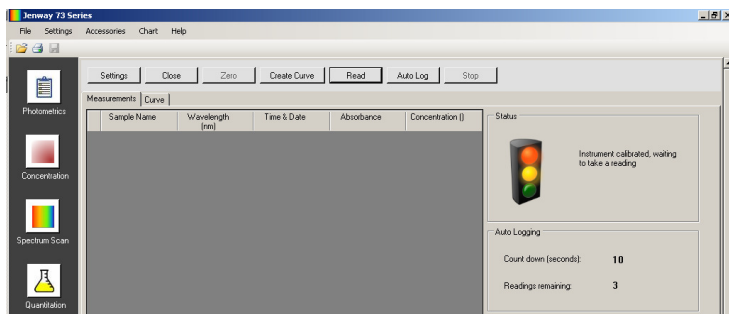 Jenway 73 Series
File Settings Accessories Chart Help
Settings Close Zero Create Curve Read Auto Log Stop
Measurements Curve
Sample Name Wavelength (nm) Time & Date Absorbance Concentration ()
Photometrics
Concentration
Spectrum Scan
Quantitation
Status
Instrument calibrated, waiting
to take a reading
Auto Logging
Count down (seconds): 10
Readings remaining: 3